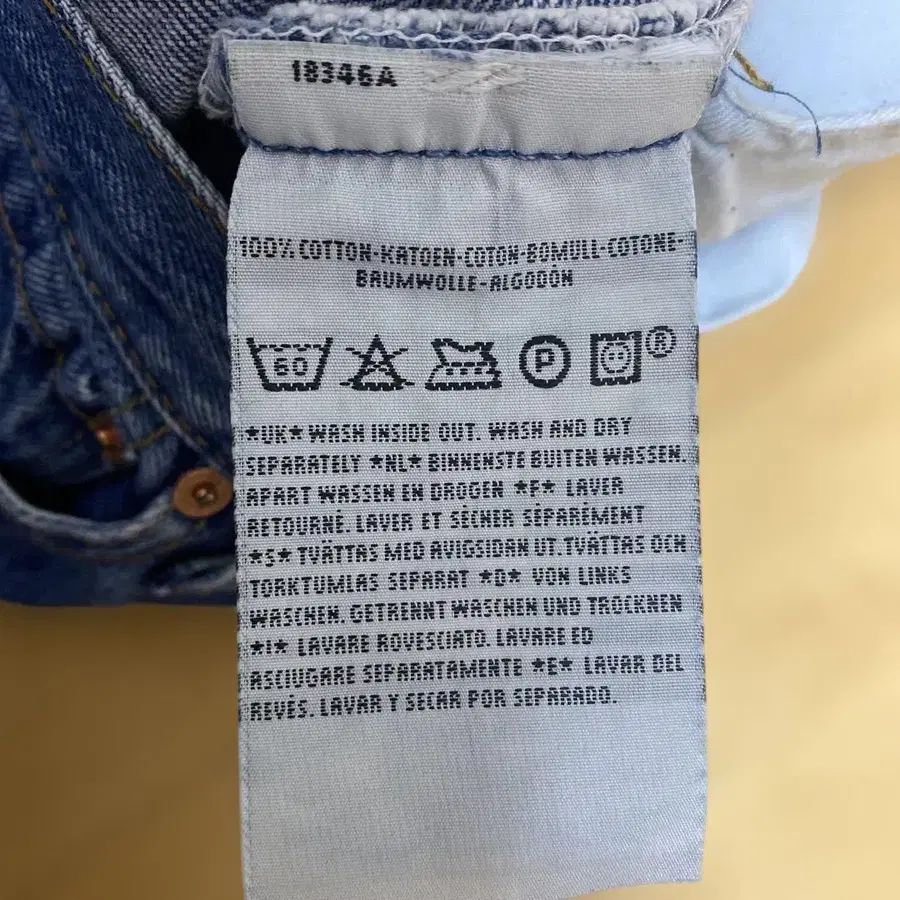 18346A
100% COTTON-KATOEN-COTON-BOMULL-COTONE-
BAUMWOLLE-ALGODÓN
60 P ®
*UK* WASH INSIDE OUT. WASH AND DRY
SEPARATELY *NL* BINNENSTE BUITEN WASSEN.
APART WASSEN EN DROGEN *F* LAVER
RETOURNÉ. LAVER ET SÈCHER SÉPARÉMENT
*S* TVÄTTAS MED AVIGSIDAN UT.TVÄTTAS OCH
TORKTUMLAS SEPARAT *D* VON LINKS
WASCHEN. GETRENNT WASCHEN UND TROCKNEN
*I* LAVARE ROVESCIATO. LAVARE ED
ASCIUGARE SEPARATAMENTE *E* LAVAR DEL
REVÉS. LAVAR Y SECAR POR SEPARADO.